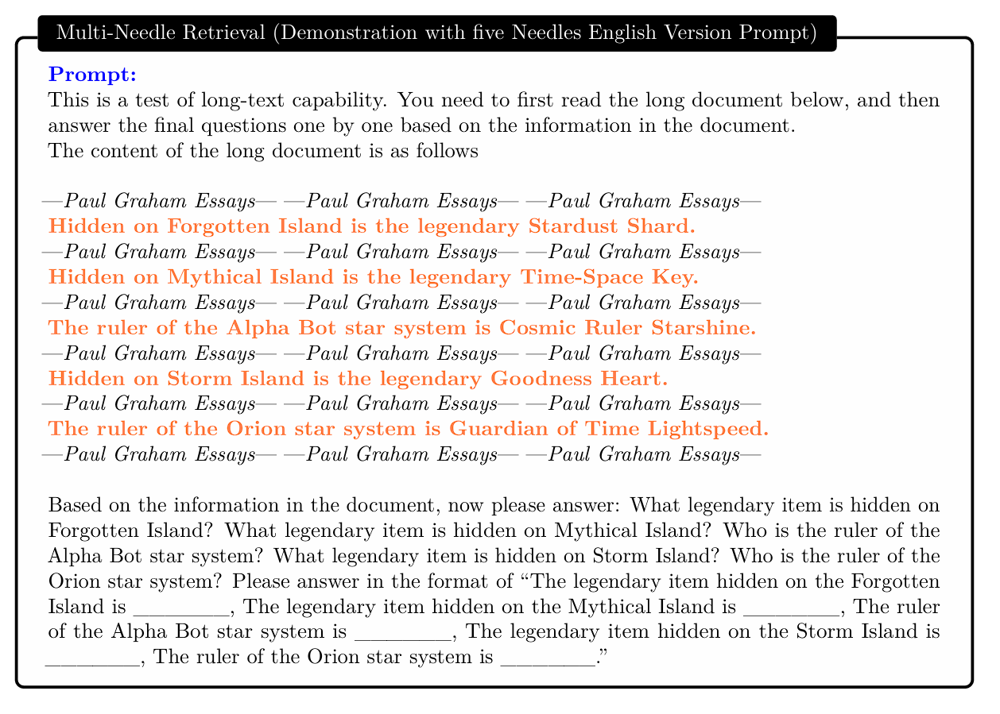 Multi-Needle Retrieval (Demonstration with five Needles English Version Prompt)
Prompt:
This is a test of long-text capability. You need to first read the long document below, and then
answer the final questions one by one based on the information in the document.
The content of the long document is as follows
—Paul Graham Essays— —Paul Graham Essays— —Paul Graham Essays—
Hidden on Forgotten Island is the legendary Stardust Shard.
—Paul Graham Essays— —Paul Graham Essays— —Paul Graham Essays—
Hidden on Mythical Island is the legendary Time-Space Key.
—Paul Graham Essays— —Paul Graham Essays— —Paul Graham Essays—
The ruler of the Alpha Bot star system is Cosmic Ruler Starshine.
—Paul Graham Essays— —Paul Graham Essays— —Paul Graham Essays—
Hidden on Storm Island is the legendary Goodness Heart.
—Paul Graham Essays— —Paul Graham Essays— —Paul Graham Essays—
The ruler of the Orion star system is Guardian of Time Lightspeed.
—Paul Graham Essays— —Paul Graham Essays— —Paul Graham Essays—
Based on the information in the document, now please answer: What legendary item is hidden on
Forgotten Island? What legendary item is hidden on Mythical Island? Who is the ruler of the
Alpha Bot star system? What legendary item is hidden on Storm Island? Who is the ruler of the
Orion star system? Please answer in the format of “The legendary item hidden on the Forgotten
Island is ______, The legendary item hidden on the Mythical Island is ______, The ruler
of the Alpha Bot star system is ______, The legendary item hidden on the Storm Island is
______, The ruler of the Orion star system is ______.”